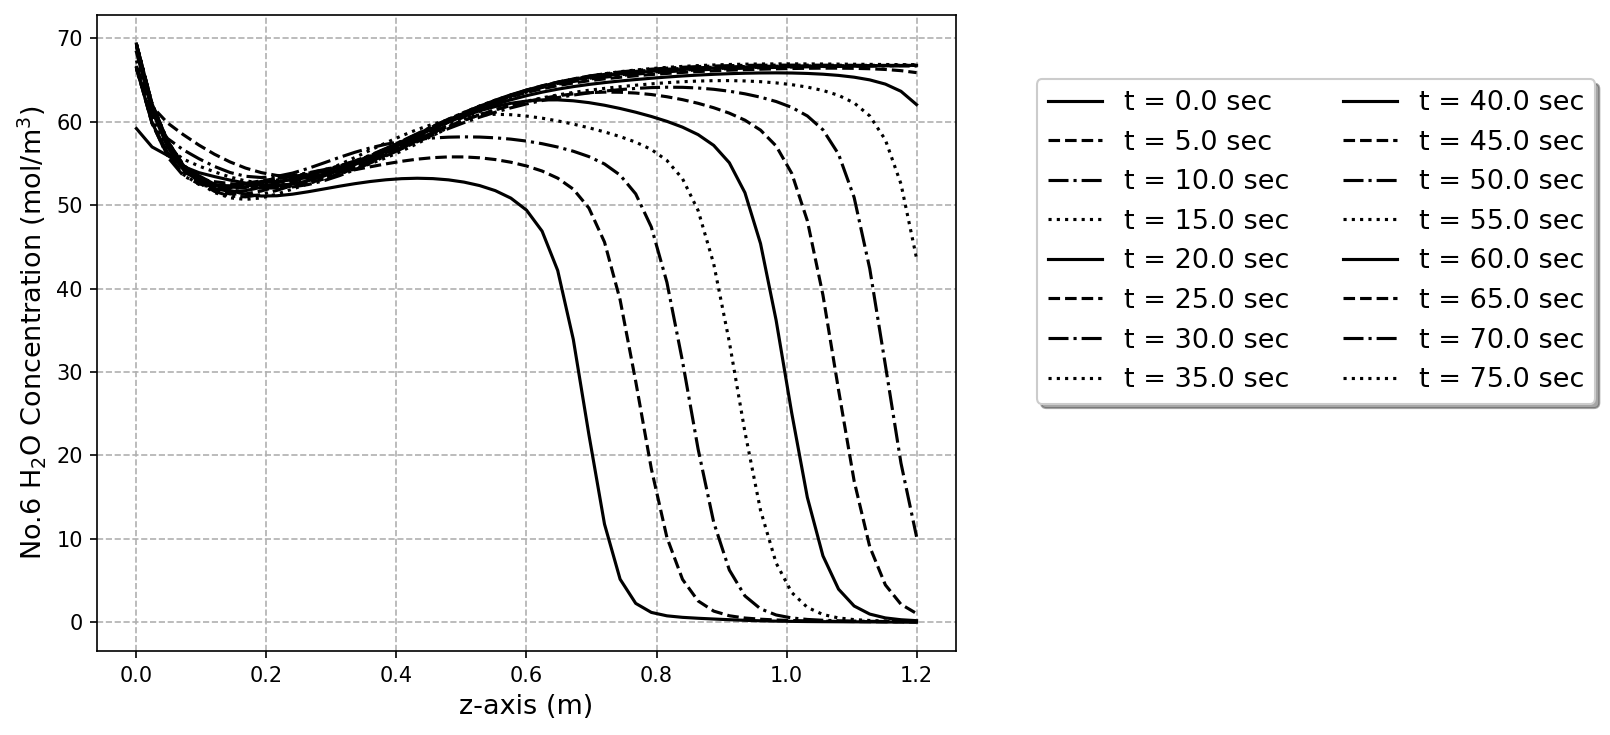 No.6 H₂O Concentration (mol/m³)
70
60
50
40
30
20
10
0
0.0 0.2 0.4 0.6 0.8 1.0 1.2
z-axis (m)
t = 0.0 sec
t = 5.0 sec
t = 10.0 sec
t = 15.0 sec
t = 20.0 sec
t = 25.0 sec
t = 30.0 sec
t = 35.0 sec
t = 40.0 sec
t = 45.0 sec
t = 50.0 sec
t = 55.0 sec
t = 60.0 sec
t = 65.0 sec
t = 70.0 sec
t = 75.0 sec